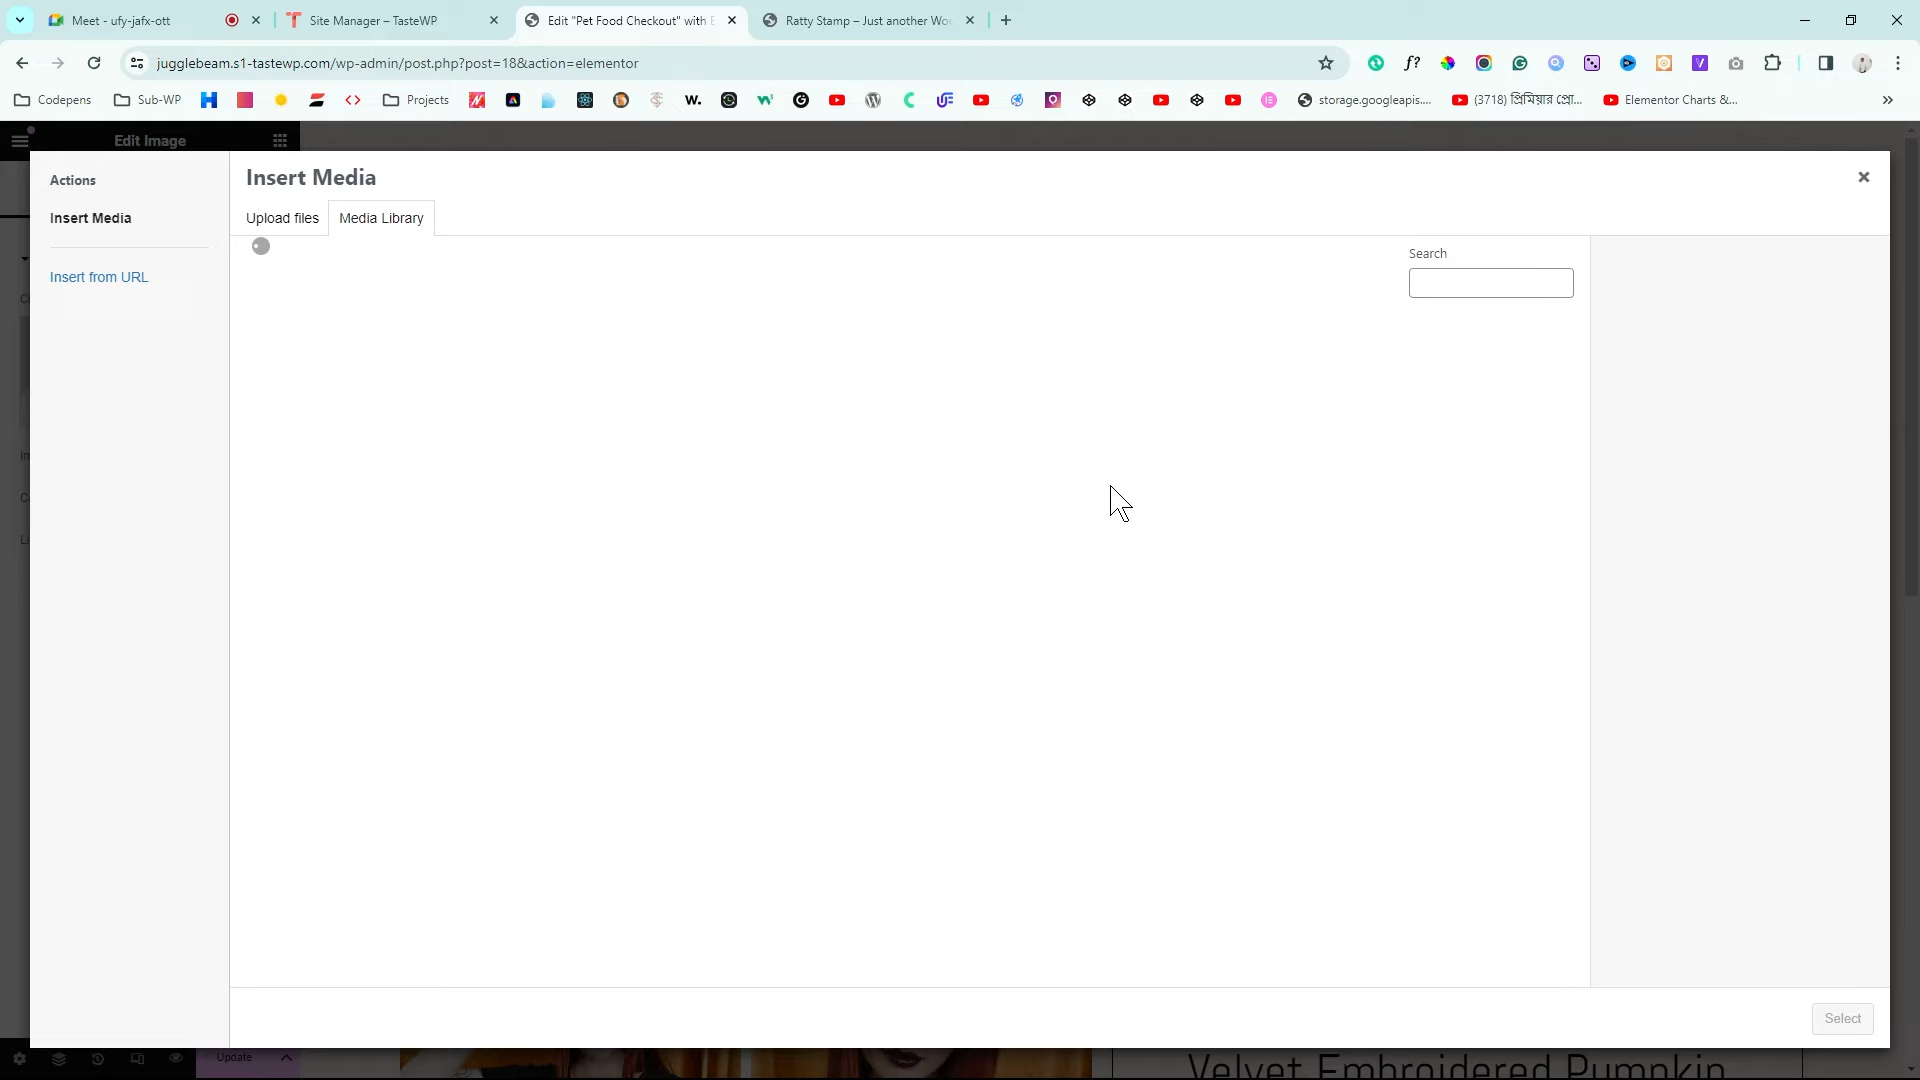 Meet - ufy-jafx-ott
Site Manager – TasteWP
Edit "Pet Food Checkout" with E
Ratty Stamp – Just another Wo
jugglebeam.s1-tastewp.com/wp-admin/post.php?post=18&action=elementor
f?
Codepens
Sub-WP
Projects
w.
storage.googleapis....
(3718) প্রিমিয়ার প্রো...
Elementor Charts &...
Edit Image
Actions
Insert Media
Insert from URL
Insert Media
Upload files
Media Library
Search
Select
Update
Velvet Embroidered Pumpkin